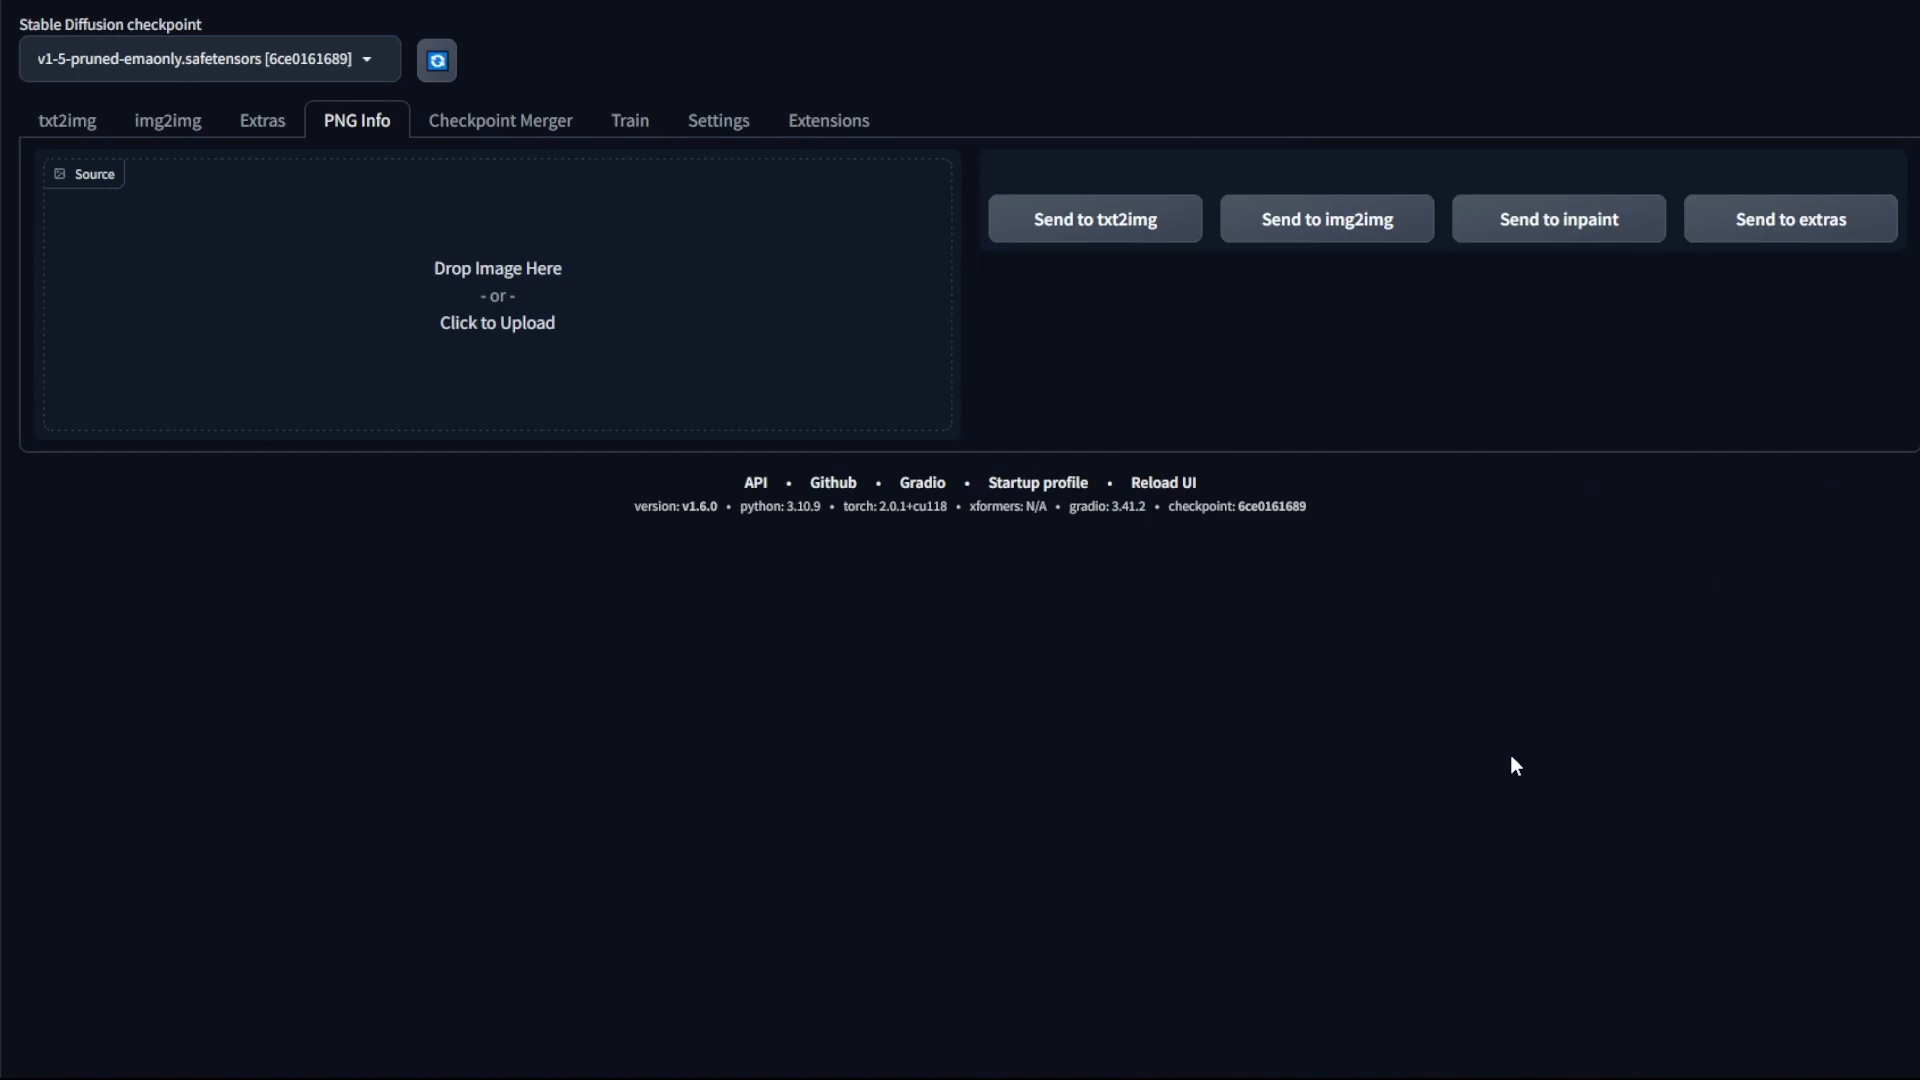 Stable Diffusion checkpoint
v1-5-pruned-emaonly.safetensors [6ce0161689]
txt2img img2img Extras PNG Info Checkpoint Merger Train Settings Extensions
Source
Drop Image Here
- or -
Click to Upload
Send to txt2img Send to img2img Send to inpaint Send to extras
API • Github • Gradio • Startup profile • Reload UI
version: v1.6.0 • python: 3.10.9 • torch: 2.0.1+cu118 • xformers: N/A • gradio: 3.41.2 • checkpoint: 6ce0161689